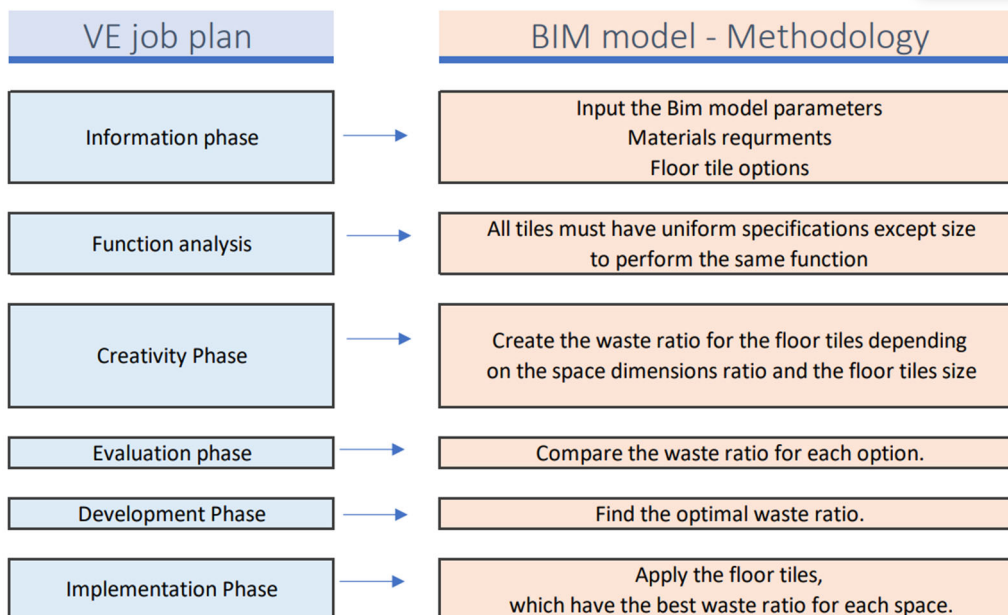 VE job plan
BIM model - Methodology
Information phase
Input the Bim model parameters
Materials requrments
Floor tile options
Function analysis
All tiles must have uniform specifications except size
to perform the same function
Creativity Phase
Create the waste ratio for the floor tiles depending
on the space dimensions ratio and the floor tiles size
Evaluation phase
Compare the waste ratio for each option.
Development Phase
Find the optimal waste ratio.
Implementation Phase
Apply the floor tiles,
which have the best waste ratio for each space.